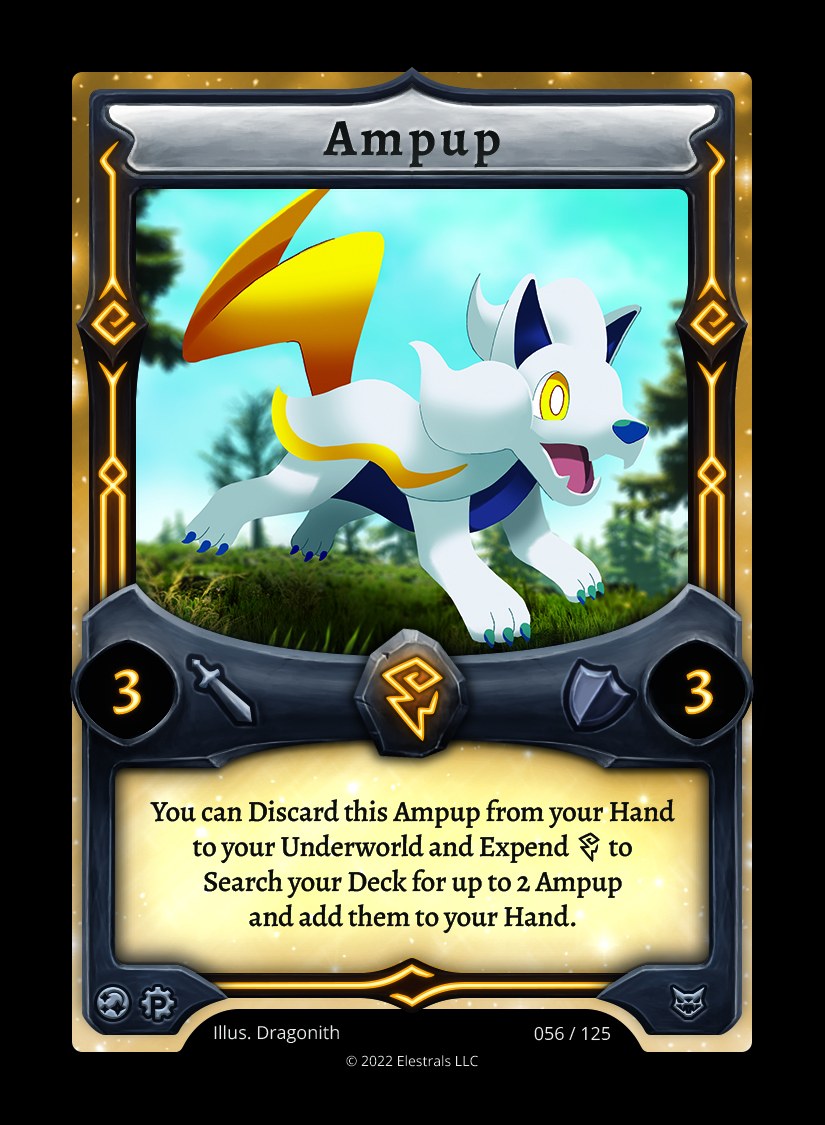 Ampup
3
3
You can Discard this Ampup from your Hand
to your Underworld and Expend to
Search your Deck for up to 2 Ampup
and add them to your Hand.
P
Illus. Dragonith
056 / 125
© 2022 Elestrals LLC